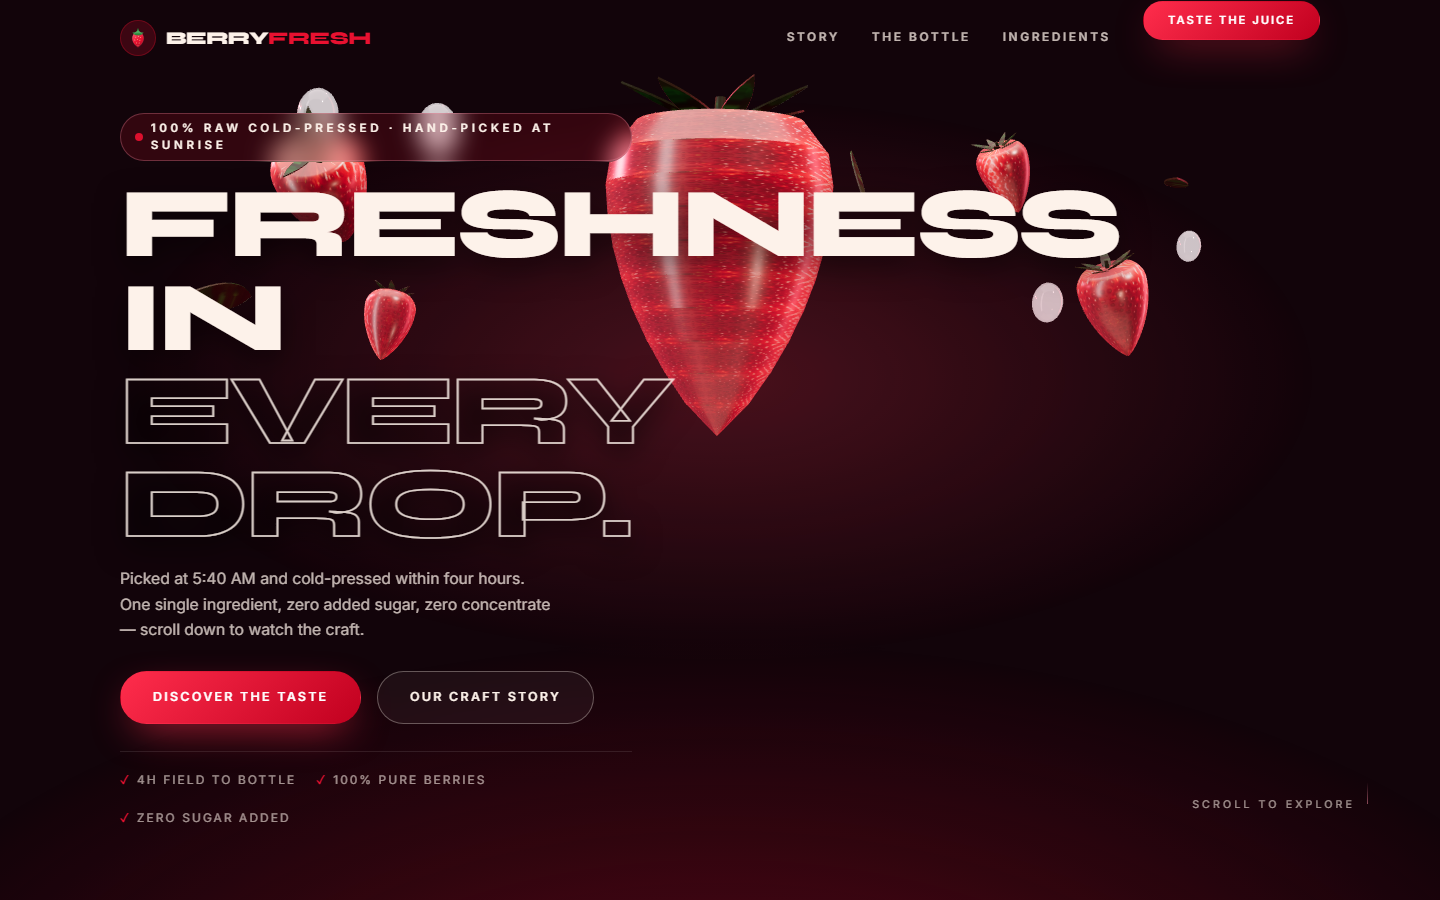 BERRYFRESH
STORY
THE BOTTLE
INGREDIENTS
TASTE THE JUICE
100% RAW COLD-PRESSED · HAND-PICKED AT
SUNRISE
FRESHNESS
IN
EVERY
DROP.
Picked at 5:40 AM and cold-pressed within four hours.
One single ingredient, zero added sugar, zero concentrate
— scroll down to watch the craft.
DISCOVER THE TASTE
OUR CRAFT STORY
✓ 4H FIELD TO BOTTLE
✓ 100% PURE BERRIES
✓ ZERO SUGAR ADDED
SCROLL TO EXPLORE